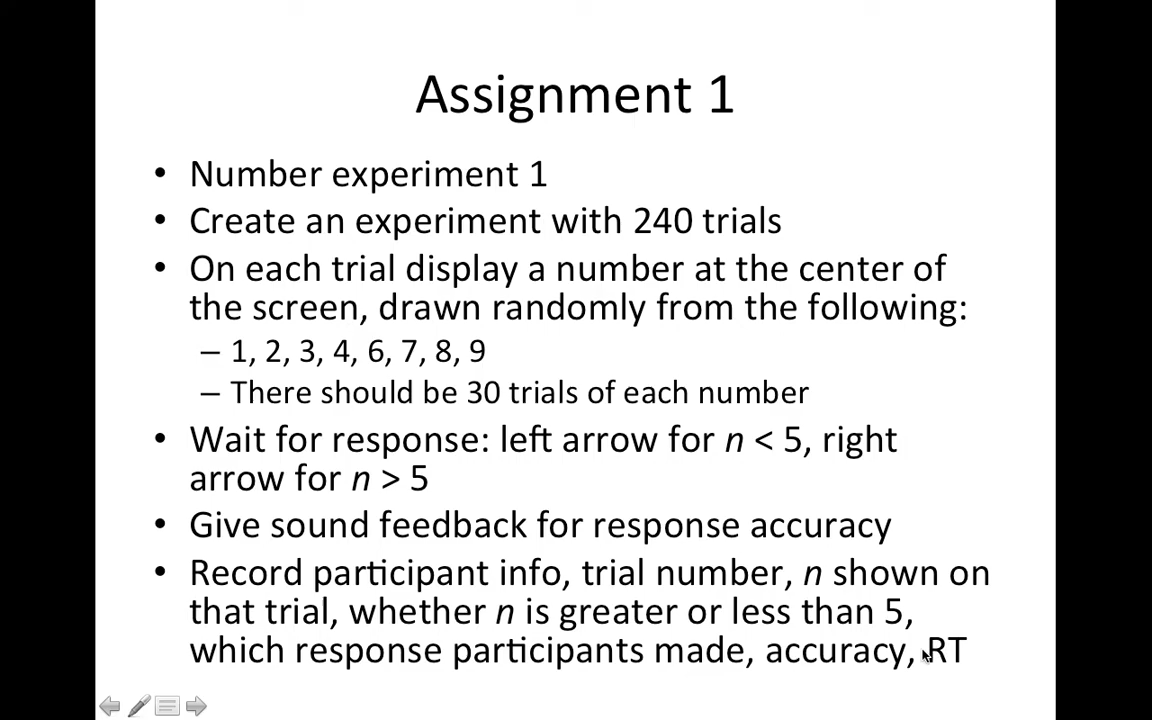 Assignment 1
• Number experiment 1
• Create an experiment with 240 trials
• On each trial display a number at the center of
the screen, drawn randomly from the following:
– 1, 2, 3, 4, 6, 7, 8, 9
– There should be 30 trials of each number
• Wait for response: left arrow for n < 5, right
arrow for n > 5
• Give sound feedback for response accuracy
• Record participant info, trial number, n shown on
that trial, whether n is greater or less than 5,
which response participants made, accuracy, RT